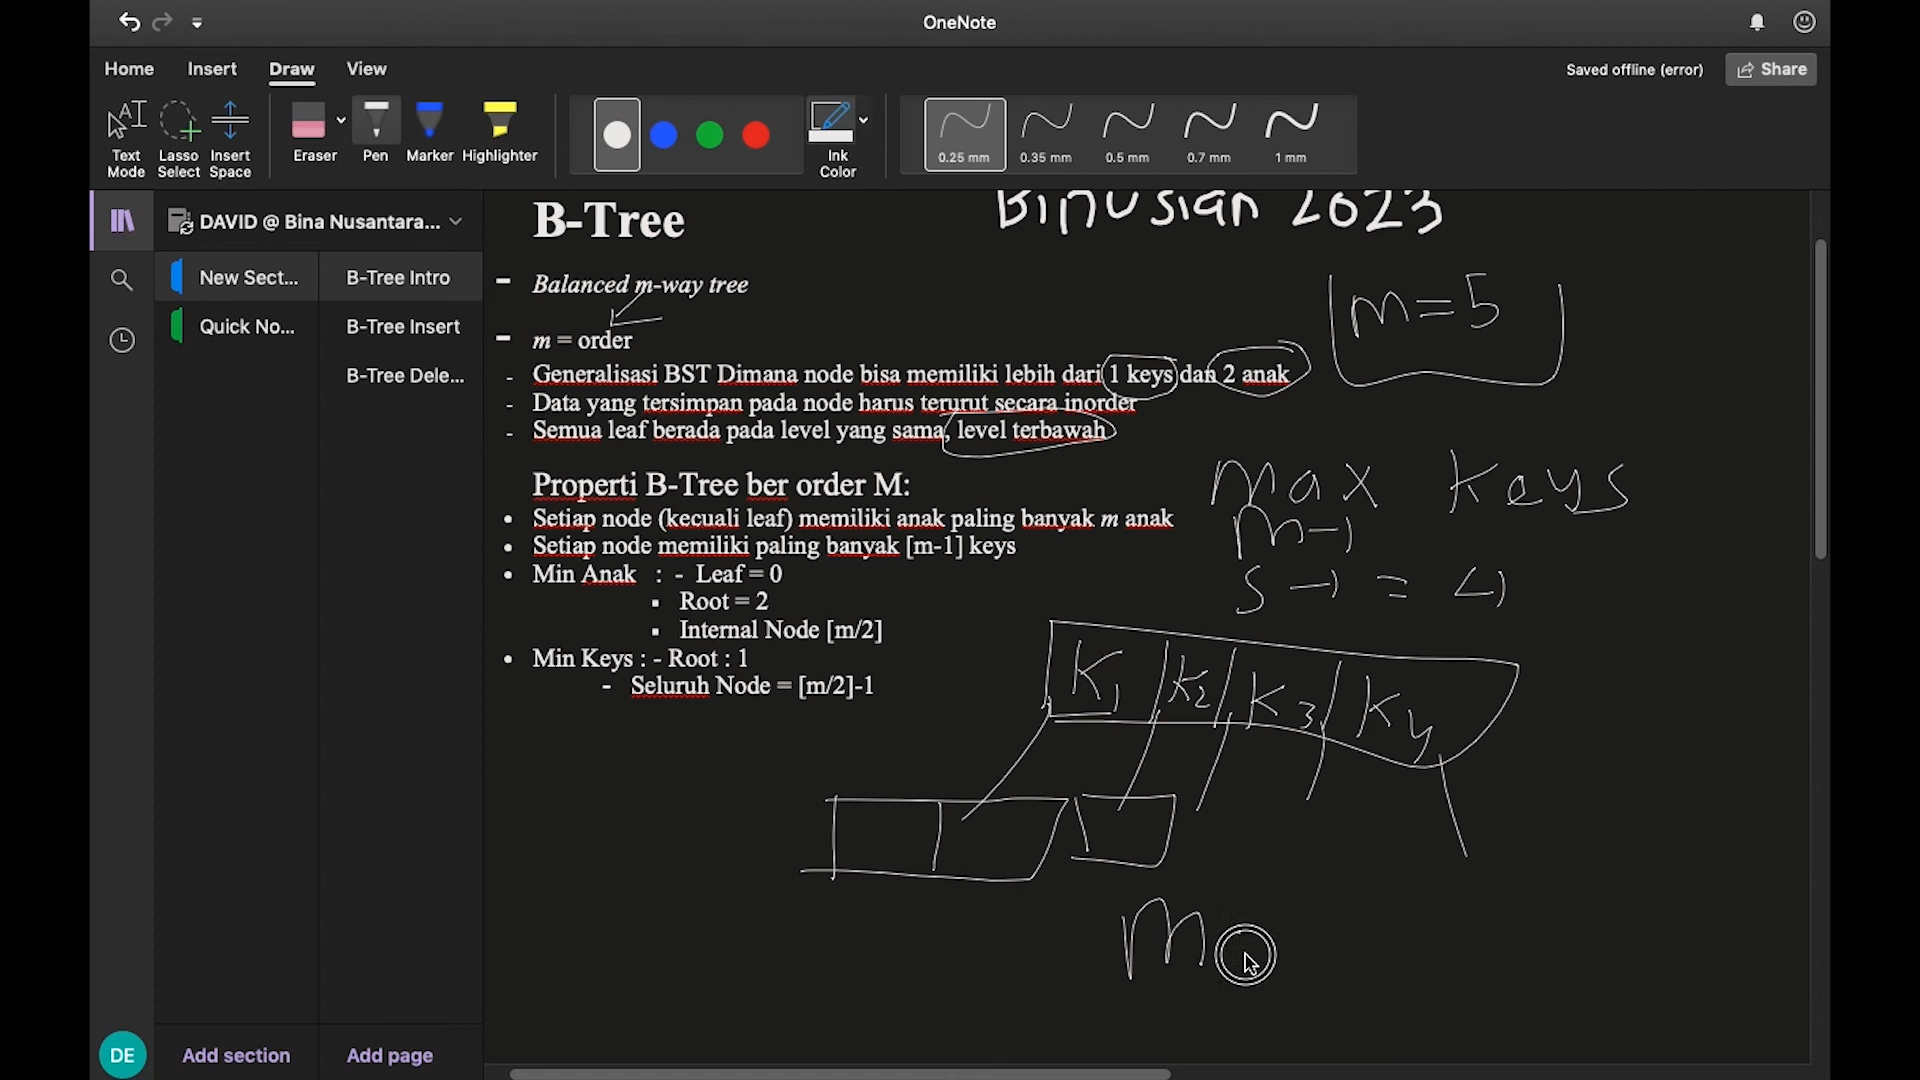 OneNote
Home Insert Draw View
Saved offline (error) Share
Text Mode
Lasso Select
Insert Space
Eraser
Pen
Marker
Highlighter
Ink Color
0.25 mm
0.35 mm
0.5 mm
0.7 mm
1 mm
DAVID @ Bina Nusantara...
New Sect...
Quick No...
B-Tree Intro
B-Tree Insert
B-Tree Dele...
B-Tree
Binusian 2023
- Balanced m-way tree
- m = order
- Generalisasi BST Dimana node bisa memiliki lebih dari 1 keys dan 2 anak
- Data yang tersimpan pada node harus terurut secara inorder
- Semua leaf berada pada level yang sama, level terbawah
m=5
Properti B-Tree ber order M:
• Setiap node (kecuali leaf) memiliki anak paling banyak m anak
• Setiap node memiliki paling banyak [m-1] keys
• Min Anak : - Leaf = 0
▪ Root = 2
▪ Internal Node [m/2]
• Min Keys : - Root : 1
- Seluruh Node = [m/2]-1
max keys
m-1
5-1 = 4
K1 K2 K3 K4
m
DE
Add section
Add page